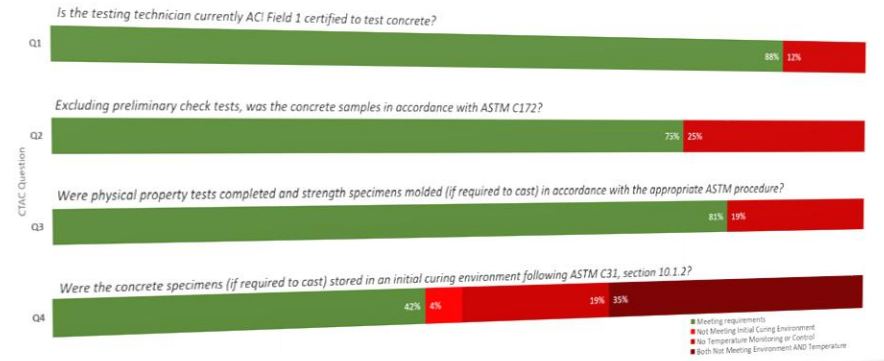 Is the testing technician currently ACI Field 1 certified to test concrete?
Q1
88% 12%
Excluding preliminary check tests, was the concrete samples in accordance with ASTM C172?
Q2
75% 25%
CTAC Question
Were physical property tests completed and strength specimens molded (if required to cast) in accordance with the appropriate ASTM procedure?
Q3
81% 19%
Were the concrete specimens (if required to cast) stored in an initial curing environment following ASTM C31, section 10.1.2?
Q4
42% 4% 19% 35%
Meeting requirements
Not Meeting Initial Curing Environment
No Temperature Monitoring or Control
Both Not Meeting Environment AND Temperature